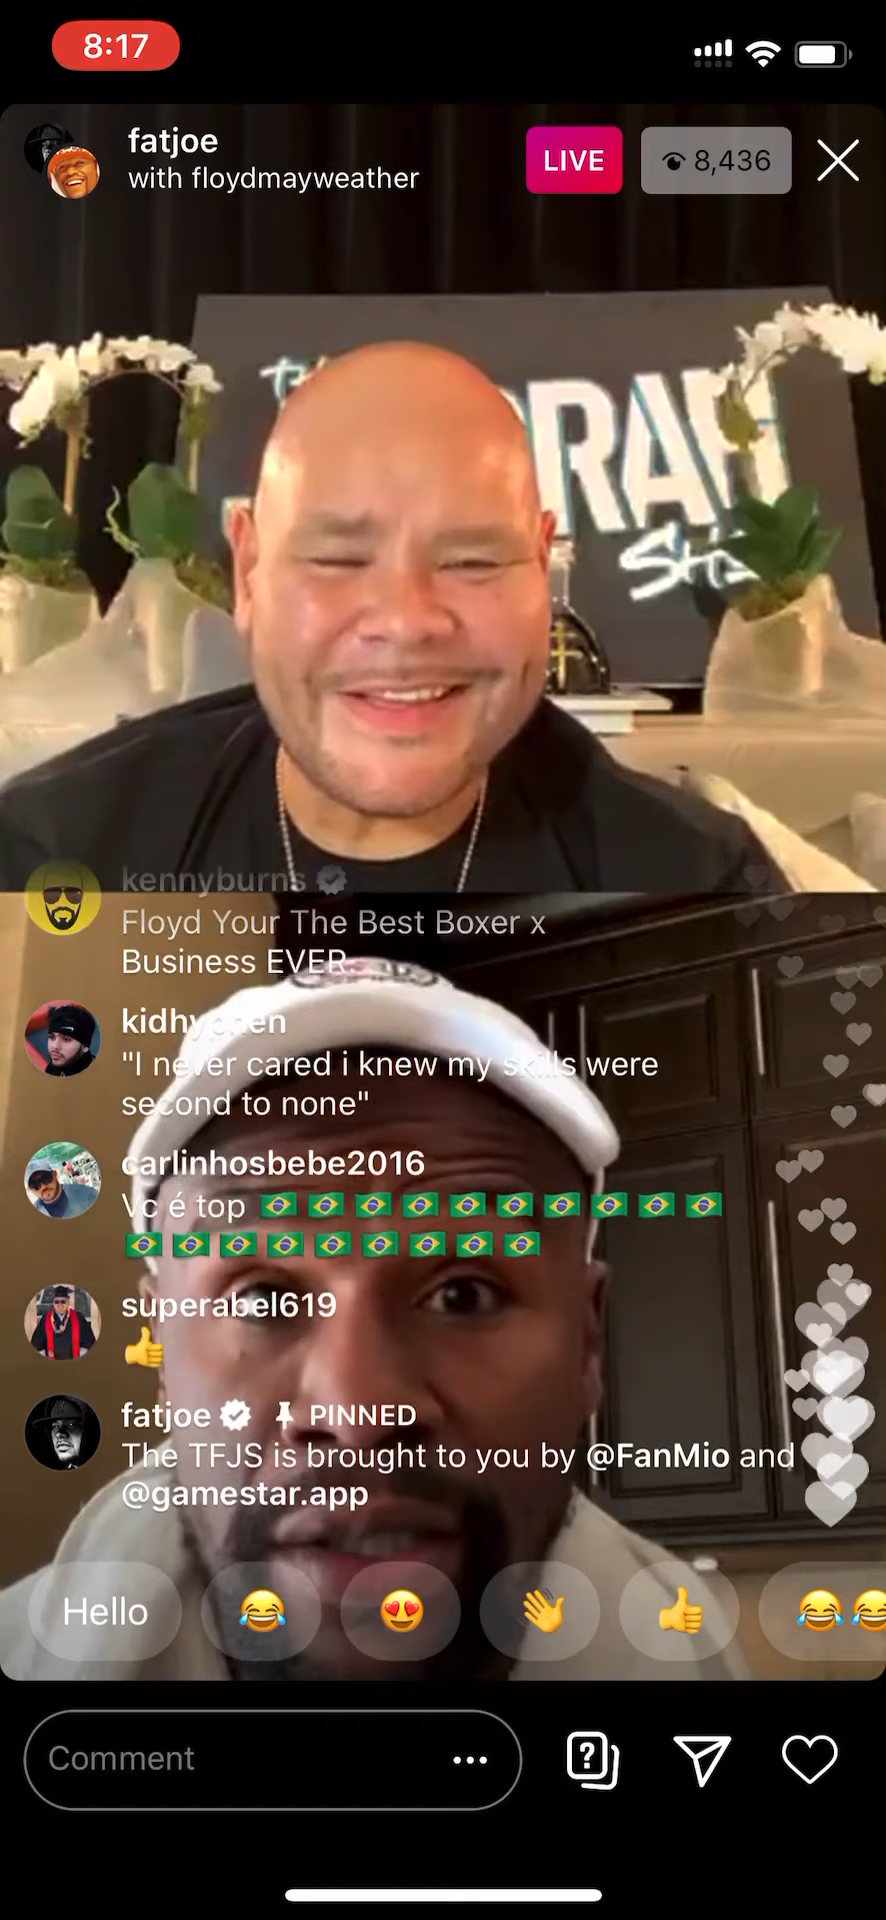 8:17
fatjoe
with floydmayweather
LIVE
8,436
kennyburns
Floyd Your The Best Boxer x
Business EVER.
kidhyphen
"I never cared i knew my skills were
second to none"
carlinhosbebe2016
Vc é top 🇧🇷🇧🇷🇧🇷🇧🇷🇧🇷🇧🇷🇧🇷🇧🇷🇧🇷🇧🇷
🇧🇷🇧🇷🇧🇷🇧🇷🇧🇷🇧🇷🇧🇷🇧🇷🇧🇷
superabel619
👍
fatjoe PINNED
The TFJS is brought to you by @FanMio and
@gamestar.app
Hello 😂 😍 👋 👍 😂😂
Comment